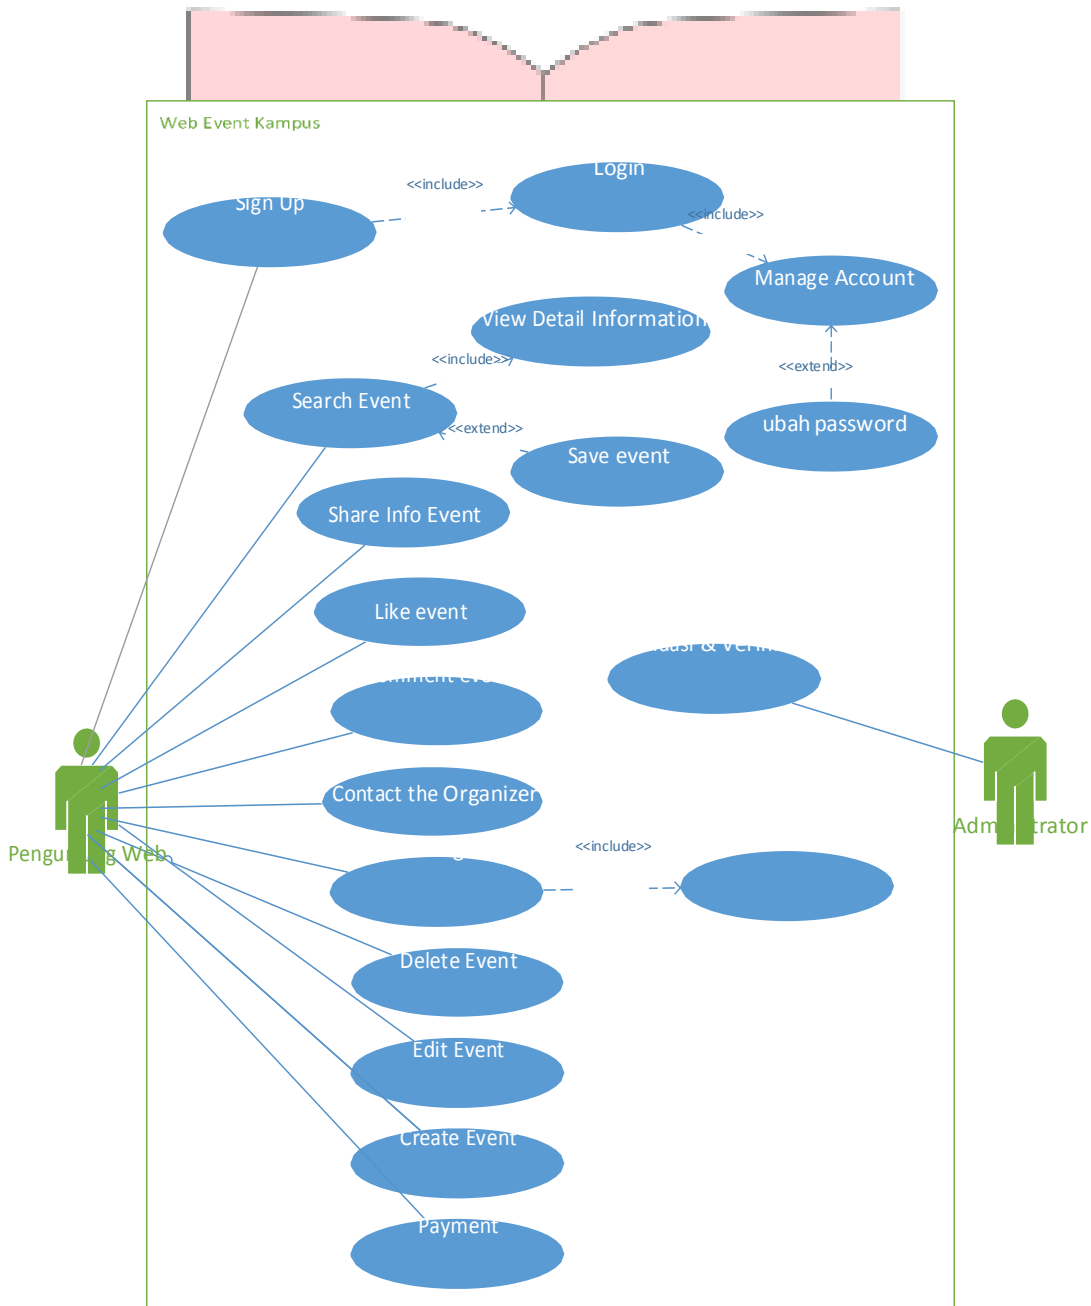 Web Event Kampus
Login
<<include>>
Sign Up
<<include>>
Manage Account
View Detail Information
<<include>>
<<extend>>
Search Event
ubah password
<<extend>>
Save event
Share Info Event
Like event
&
Contact the Organizer
Web
<<include>>
Delete Event
Edit Event
Create Event
Payment